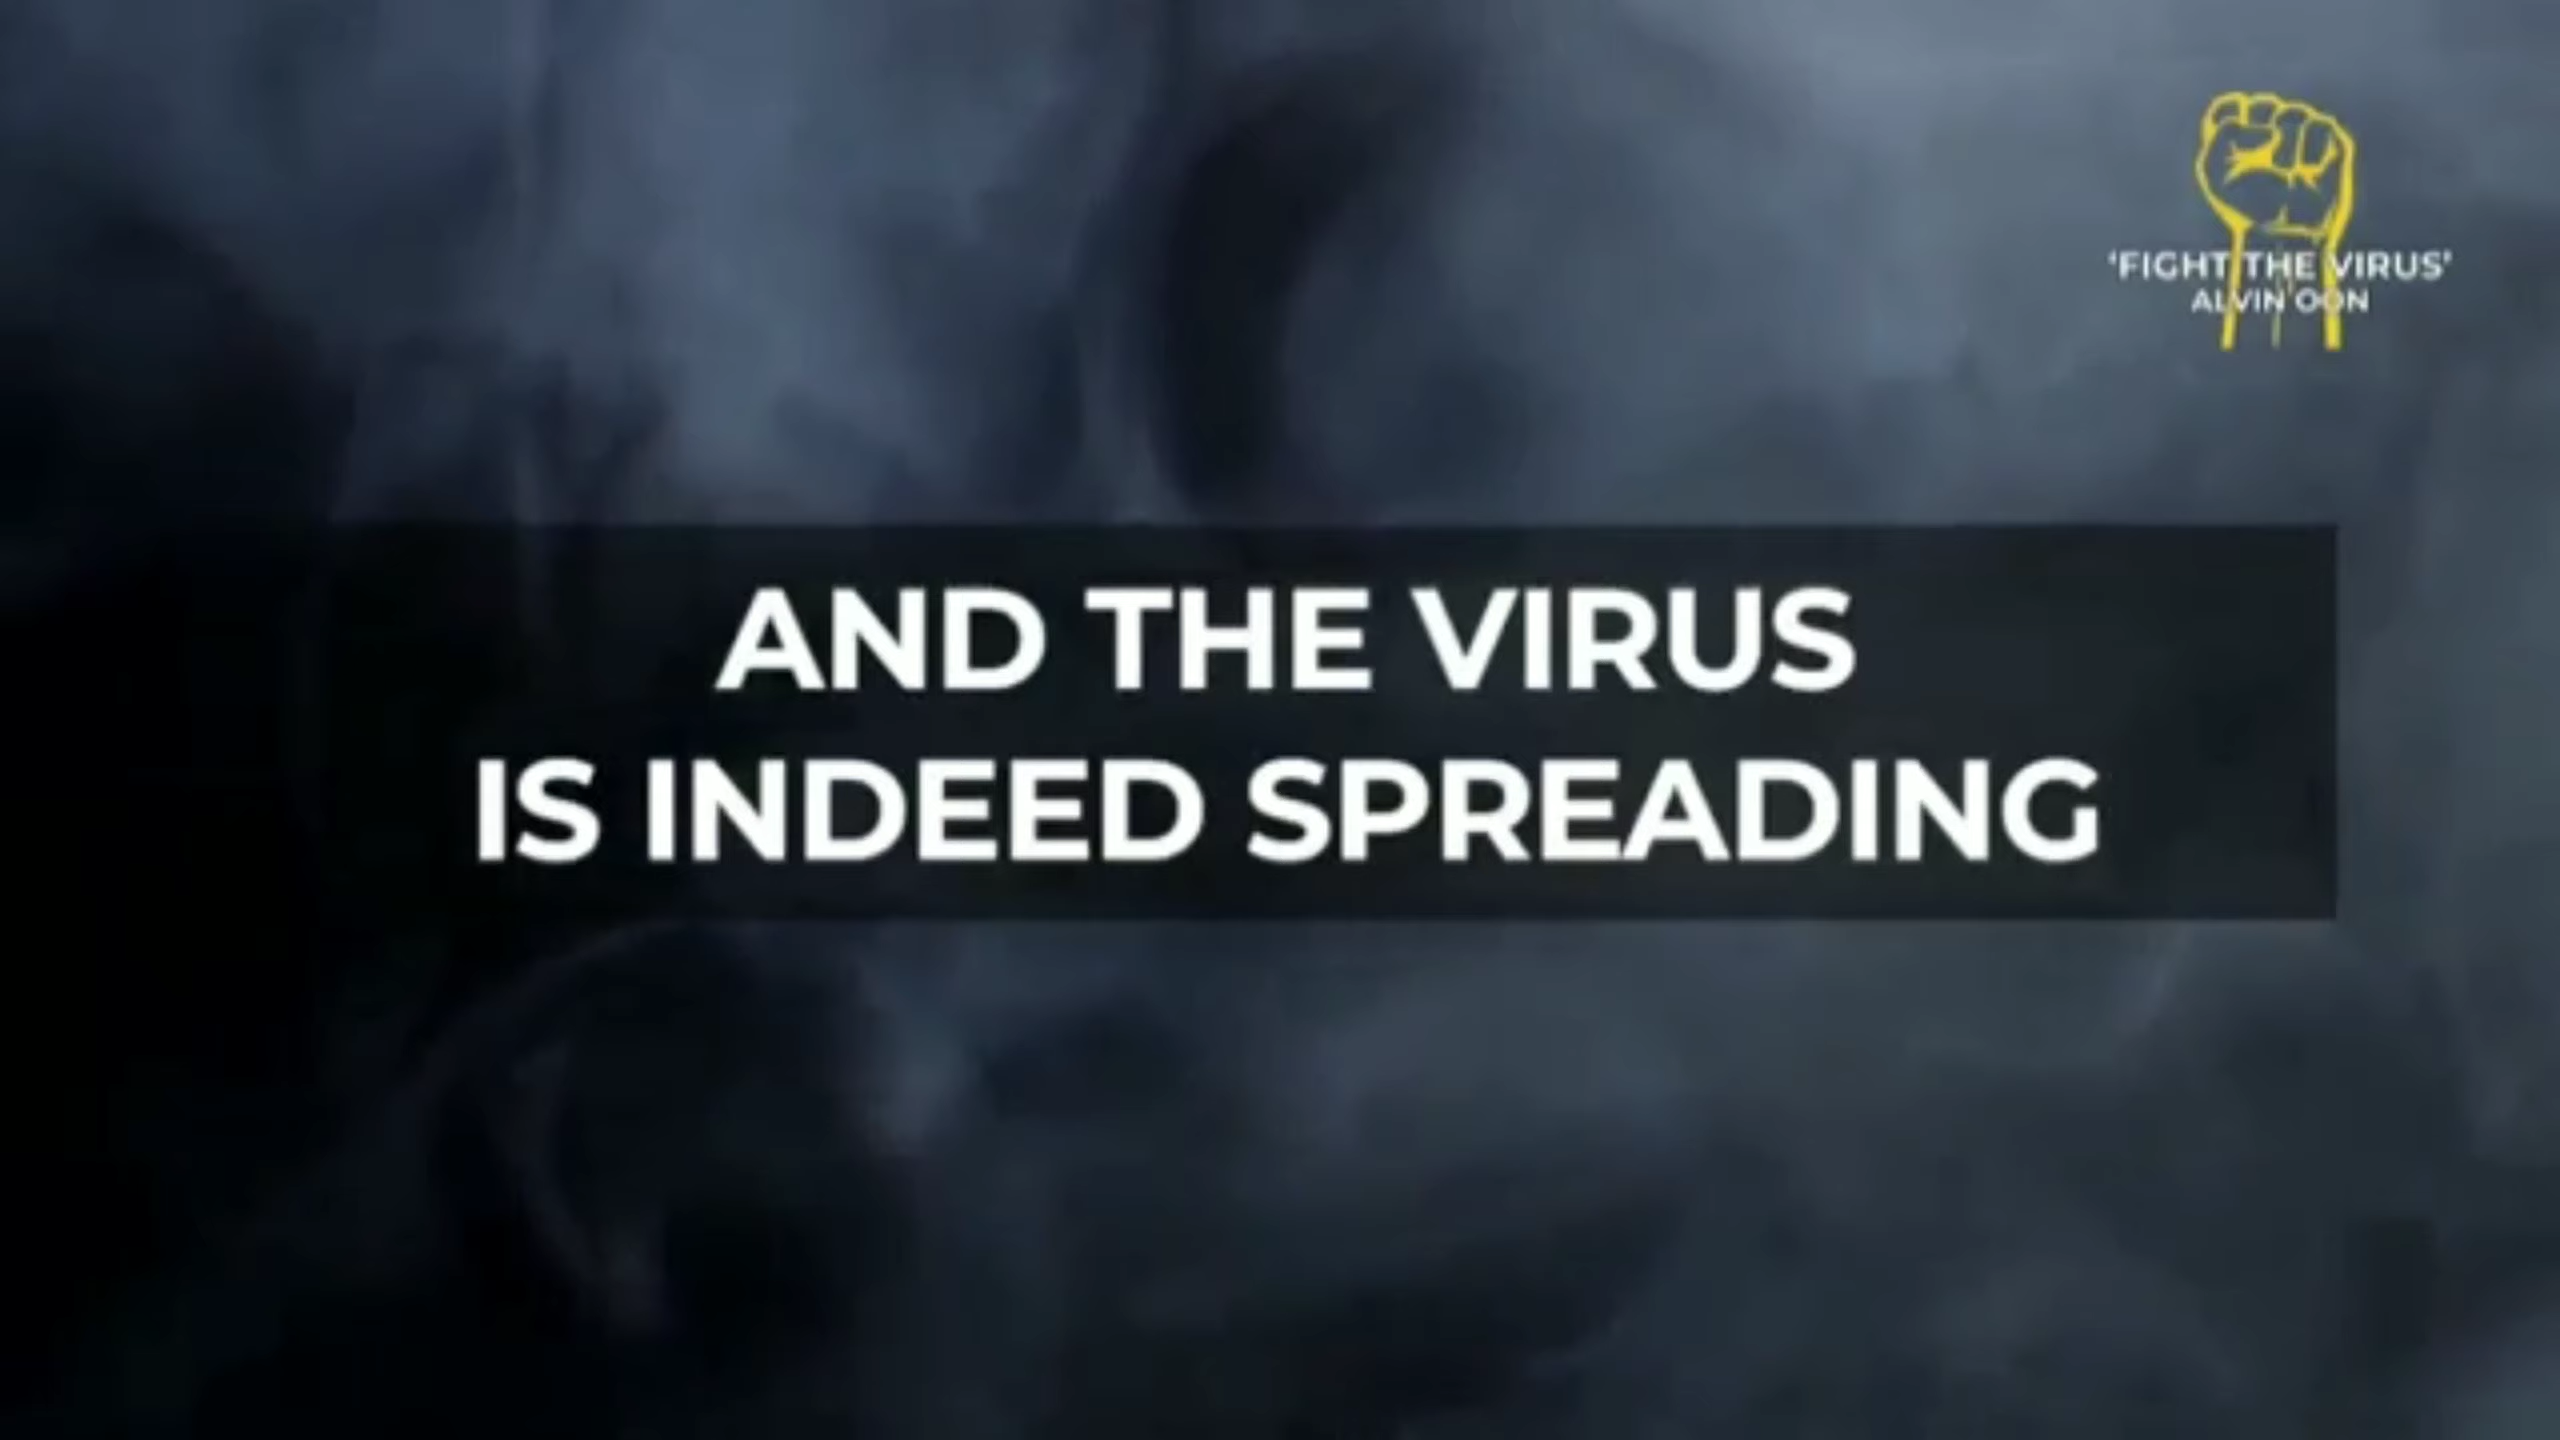 'FIGHT THE VIRUS'
ALVIN OON
AND THE VIRUS
IS INDEED SPREADING